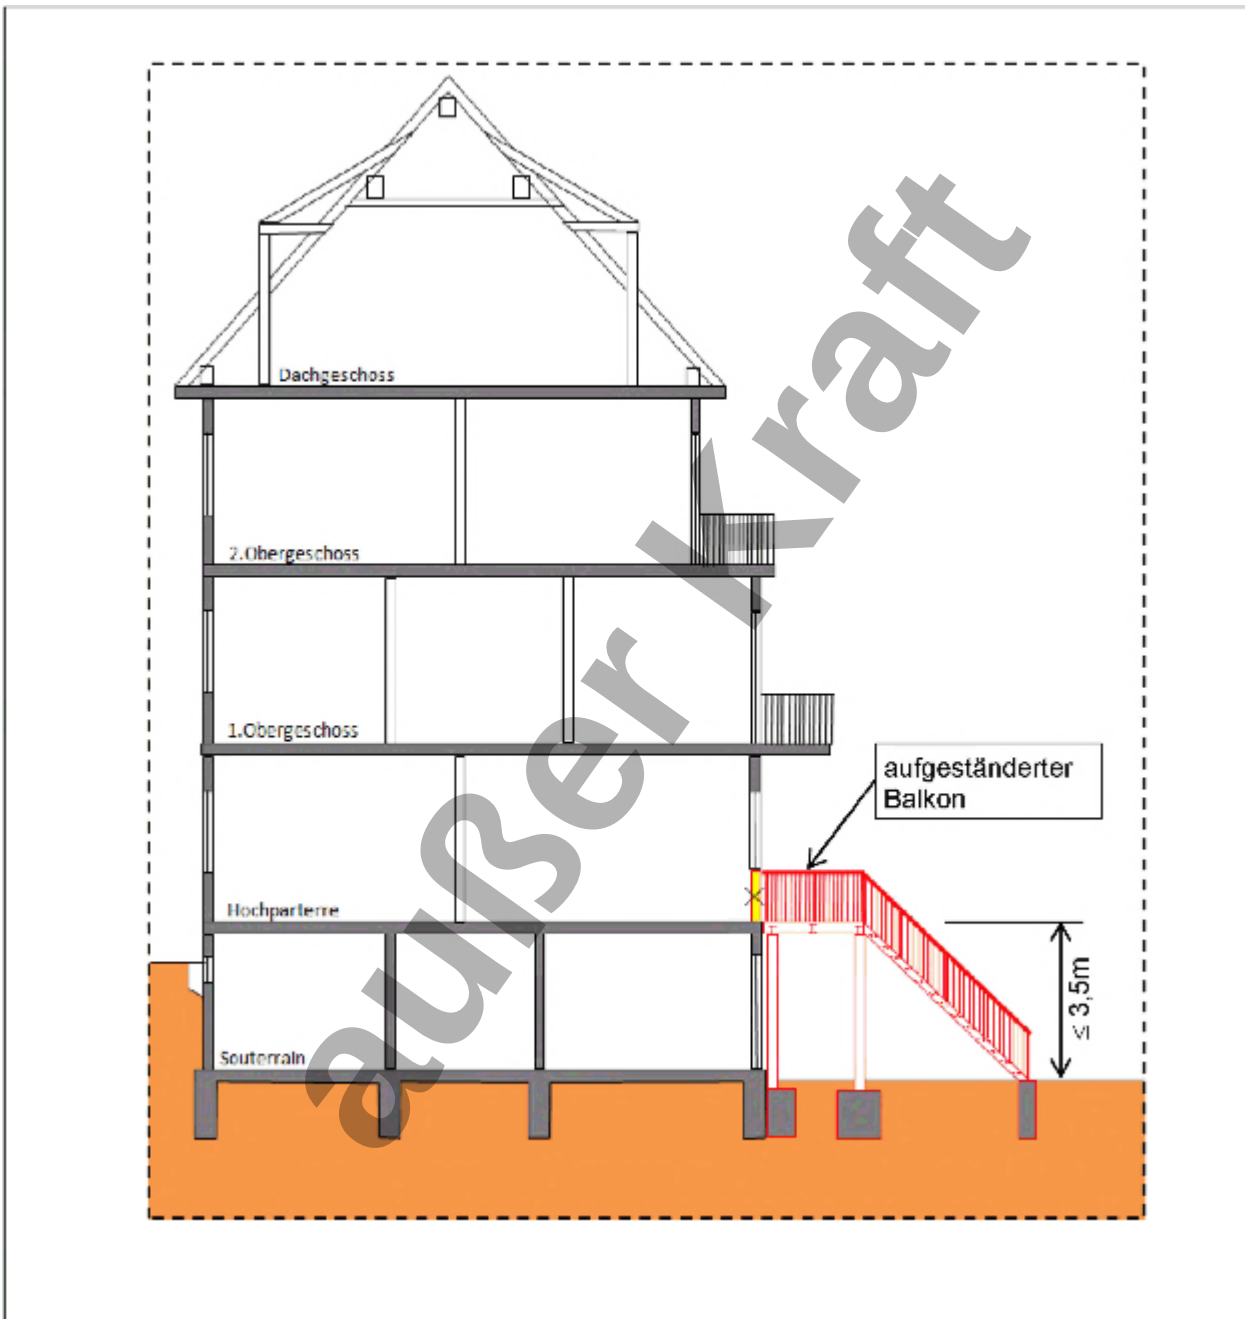 Dachgeschoss
2.Obergeschoss
1.Obergeschoss
aufgeständerter
Balkon
Hochparterre
≤ 3,5m
Souterrain
außer Kraft